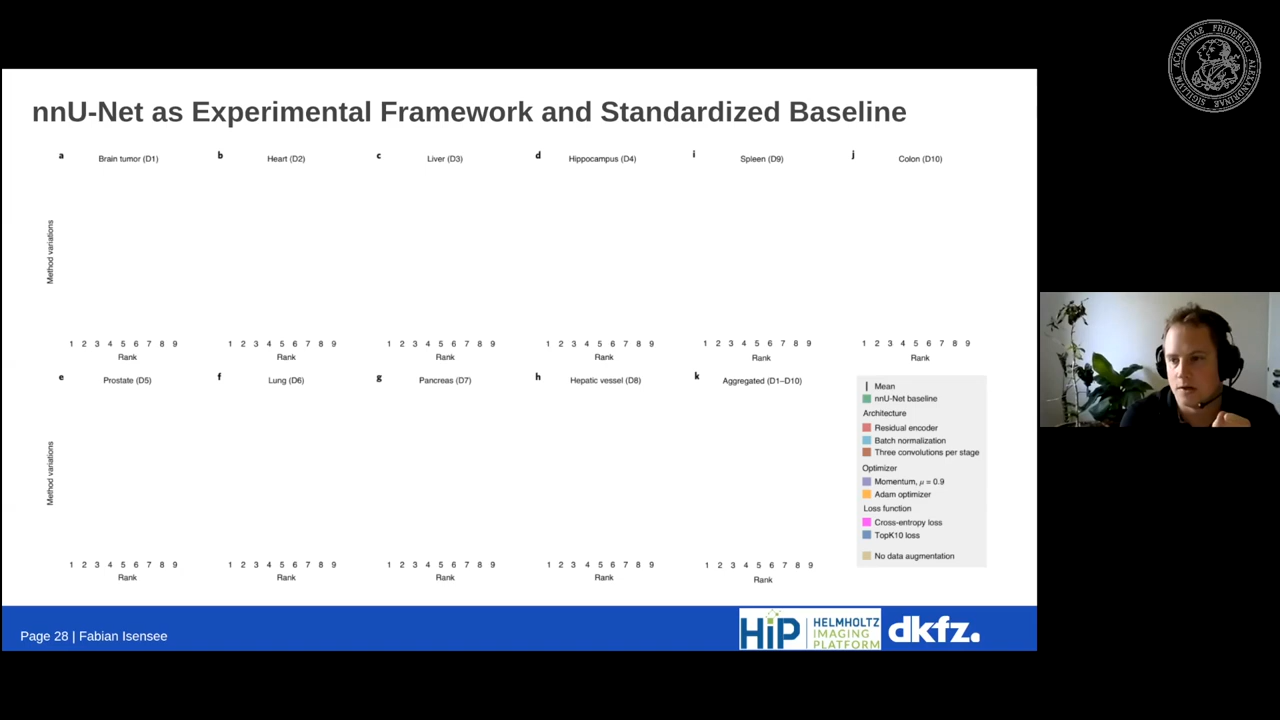 nnU-Net as Experimental Framework and Standardized Baseline
a Brain tumor (D1)
b Heart (D2)
c Liver (D3)
d Hippocampus (D4)
i Spleen (D9)
j Colon (D10)
Method variations
1 2 3 4 5 6 7 8 9
1 2 3 4 5 6 7 8 9
1 2 3 4 5 6 7 8 9
1 2 3 4 5 6 7 8 9
1 2 3 4 5 6 7 8 9
1 2 3 4 5 6 7 8 9
Rank
Rank
Rank
Rank
Rank
Rank
e Prostate (D5)
f Lung (D6)
g Pancreas (D7)
h Hepatic vessel (D8)
k Aggregated (D1–D10)
Method variations
1 2 3 4 5 6 7 8 9
1 2 3 4 5 6 7 8 9
1 2 3 4 5 6 7 8 9
1 2 3 4 5 6 7 8 9
1 2 3 4 5 6 7 8 9
Rank
Rank
Rank
Rank
Rank
Mean
nnU-Net baseline
Architecture
Residual encoder
Batch normalization
Three convolutions per stage
Optimizer
Momentum, μ = 0.9
Adam optimizer
Loss function
Cross-entropy loss
TopK10 loss
No data augmentation
Page 28 | Fabian Isensee
HiP
HELMHOLTZ
IMAGING
PLATFORM
dkfz.
ACADEMIAE FRIDERICO ALEXANDRINAE SIGILLUM